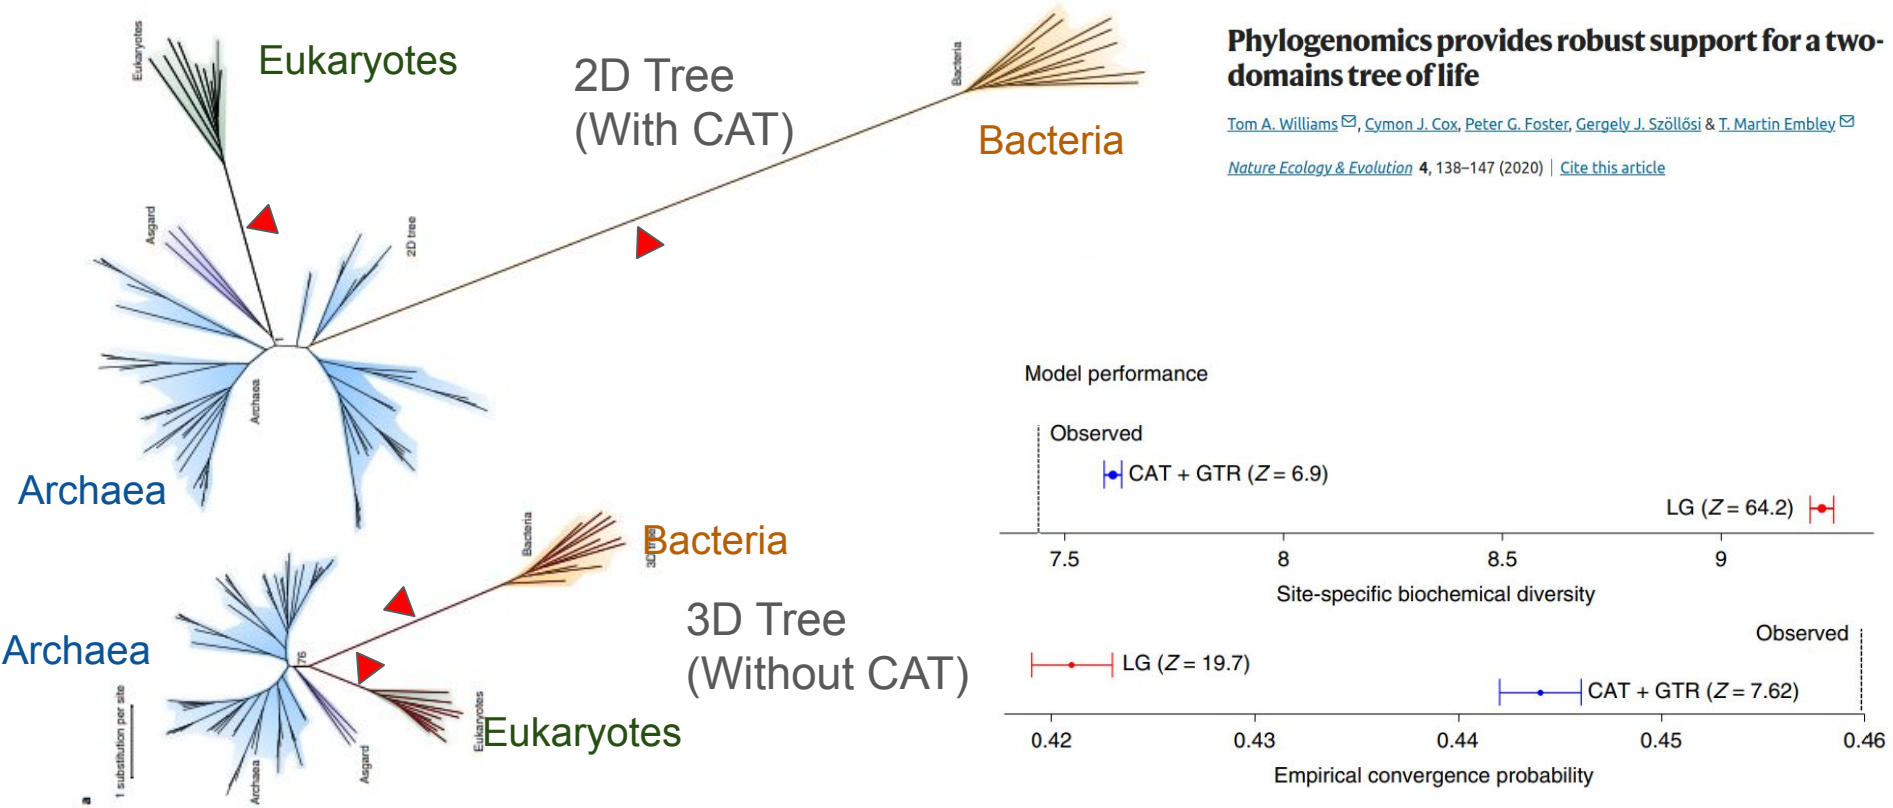 Eukaryotes
Eukaryotes
2D Tree
(With CAT)
Bacteria
Bacteria
Asgard
2D tree
Archaea
Archaea
Phylogenomics provides robust support for a two-
domains tree of life
Tom A. Williams, Cymon J. Cox, Peter G. Foster, Gergely J. Szöllősi & T. Martin Embley
Nature Ecology & Evolution 4, 138–147 (2020) | Cite this article
1
Bacteria
Bacteria
3D tree
Archaea
76
3D Tree
(Without CAT)
Eukaryotes
Eukaryotes
Asgard
Archaea
1 substitution per site
a
Model performance
Observed
CAT + GTR (Z = 6.9)
LG (Z = 64.2)
7.5 8 8.5 9
Site-specific biochemical diversity
Observed
LG (Z = 19.7)
CAT + GTR (Z = 7.62)
0.42 0.43 0.44 0.45 0.46
Empirical convergence probability